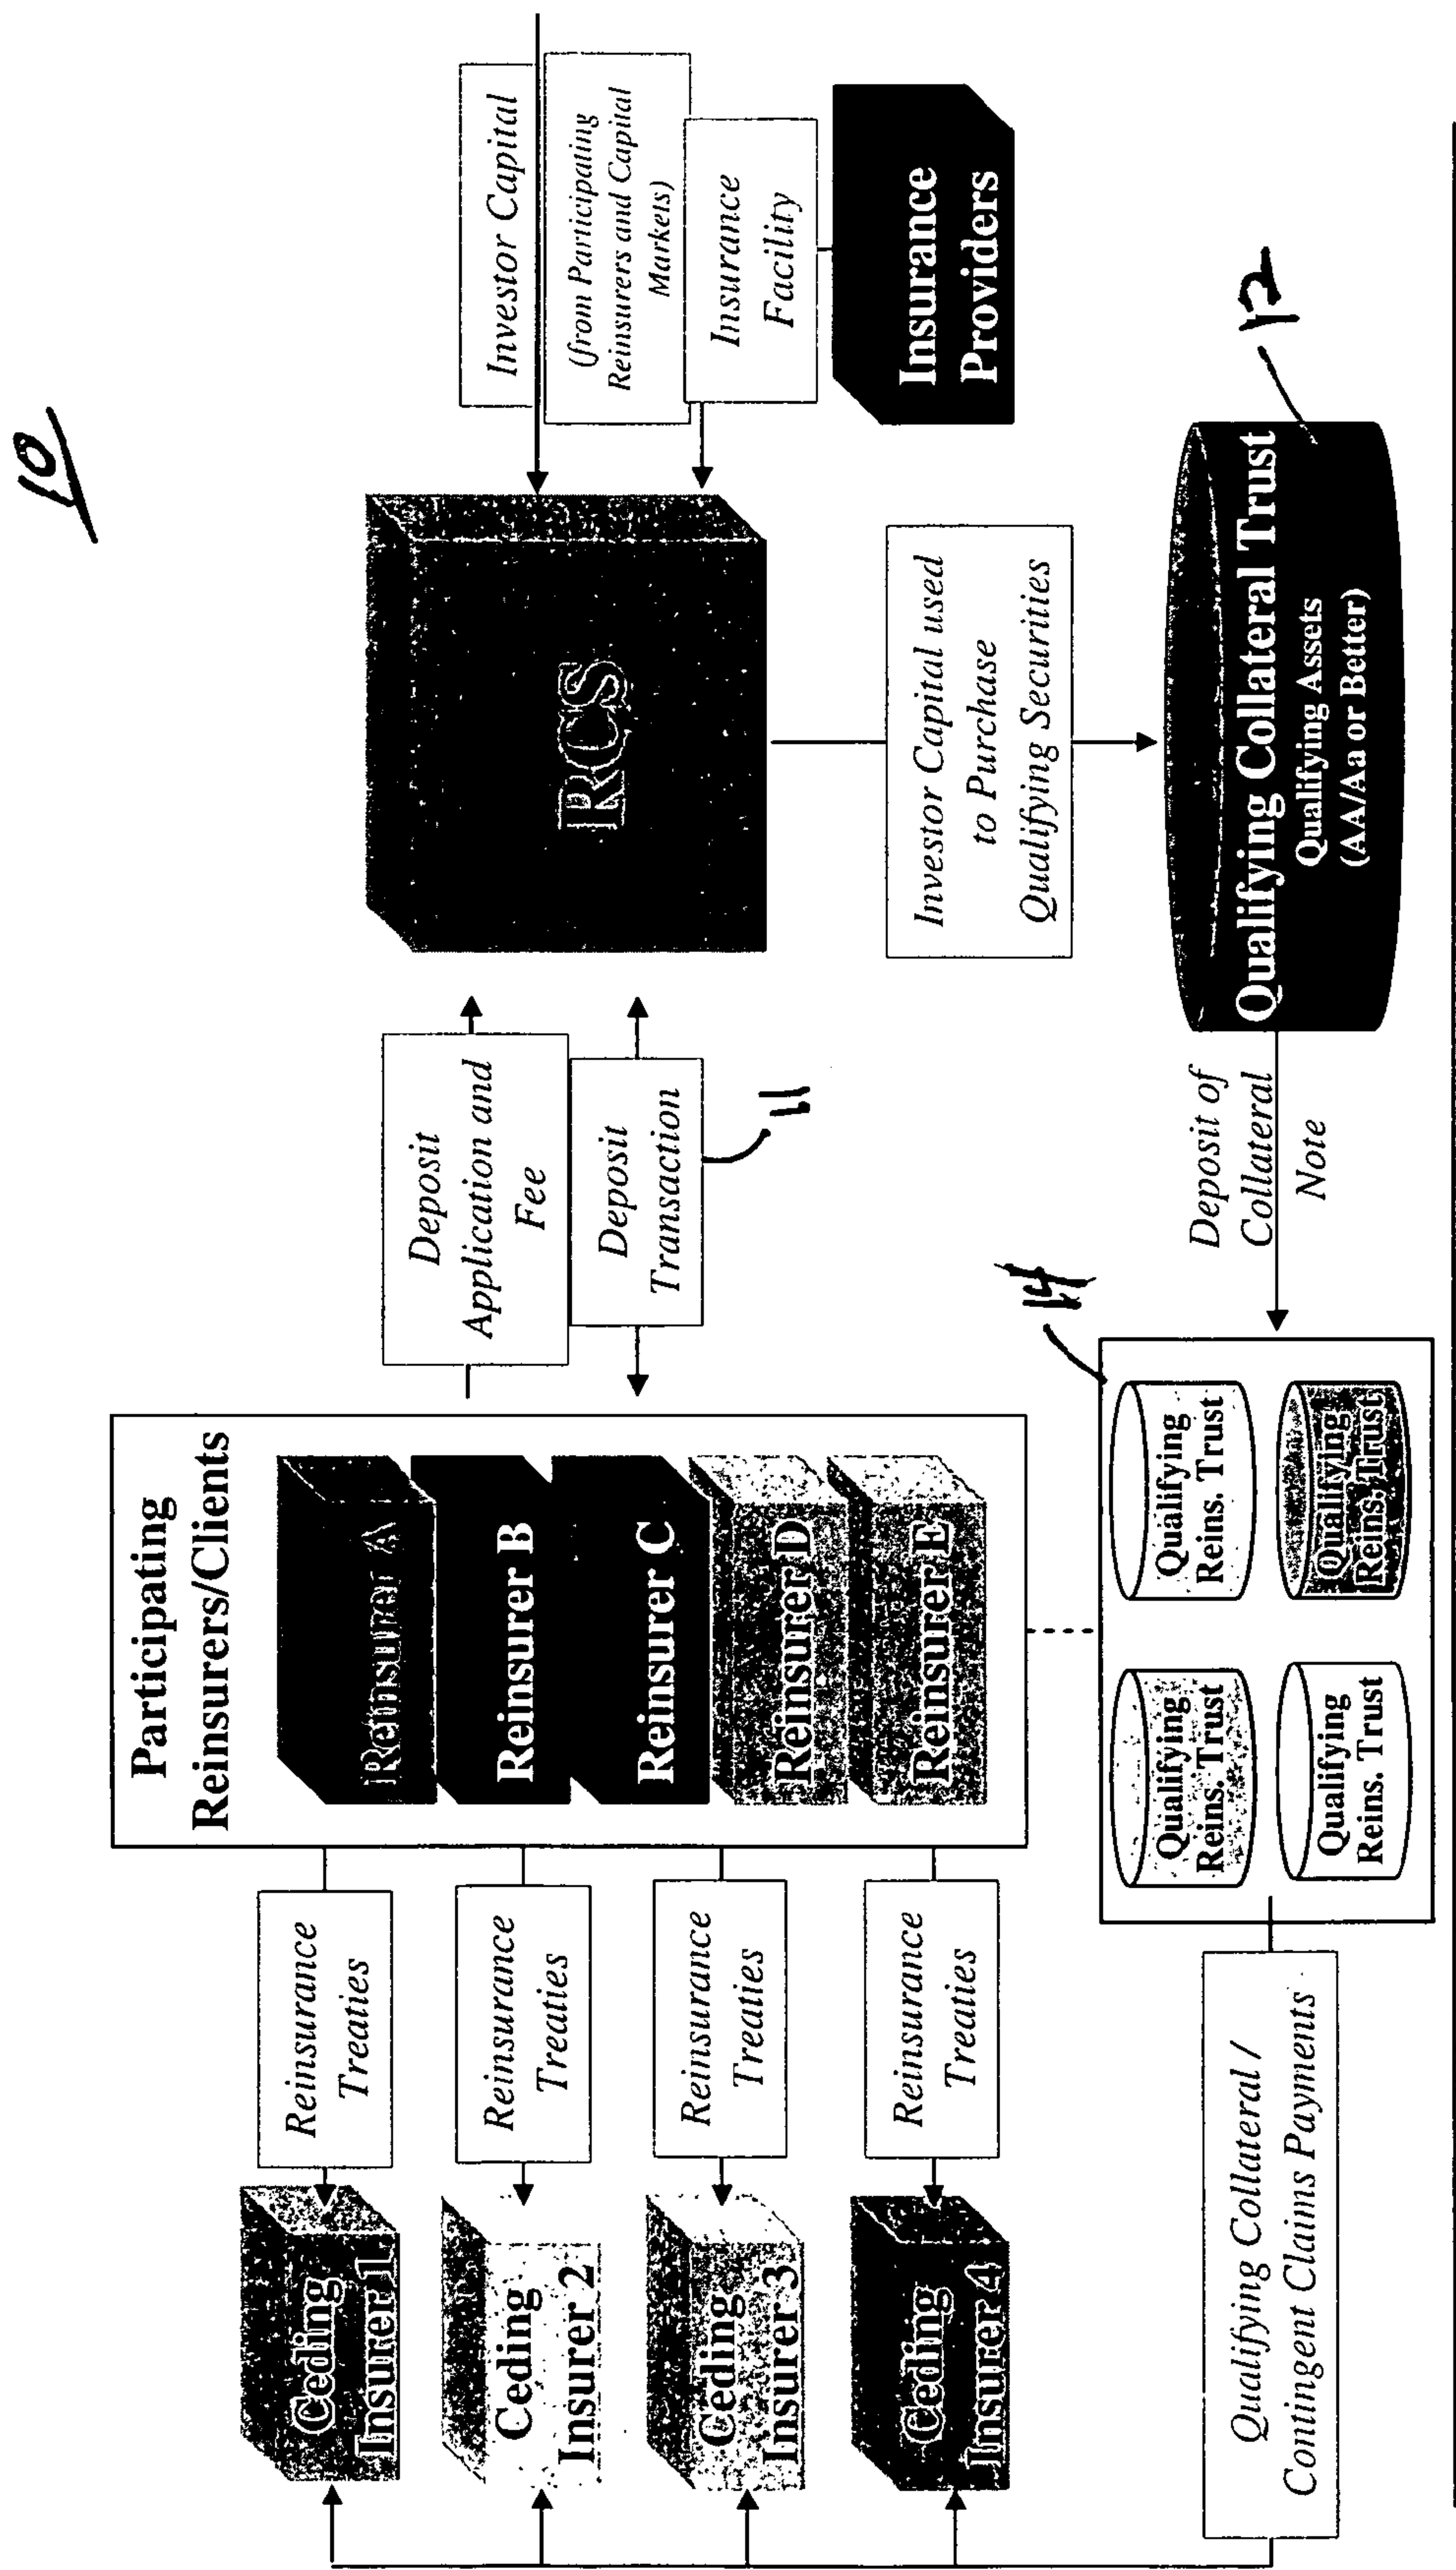 10
Participating
Reinsurers/Clients
Ceding
Insurer 1
Reinsurance
Treaties
Reinsurer A
Ceding
Insurer 2
Reinsurance
Treaties
Reinsurer B
Ceding
Insurer 3
Reinsurance
Treaties
Reinsurer C
Ceding
Insurer 4
Reinsurance
Treaties
Reinsurer D
Reinsurer E
Deposit
Application and
Fee
Deposit
Transaction
11
RCS
Investor Capital
(from Participating
Reinsurers and Capital
Markets)
Insurance
Facility
Insurance
Providers
Investor Capital used
to Purchase
Qualifying Securities
12
Qualifying Collateral Trust
Qualifying Assets
(AA/Aa or Better)
Deposit of
Collateral
Note
14
Qualifying
Reins. Trust
Qualifying
Reins. Trust
Qualifying
Reins. Trust
Qualifying
Reins. Trust
Qualifying Collateral /
Contingent Claims Payments